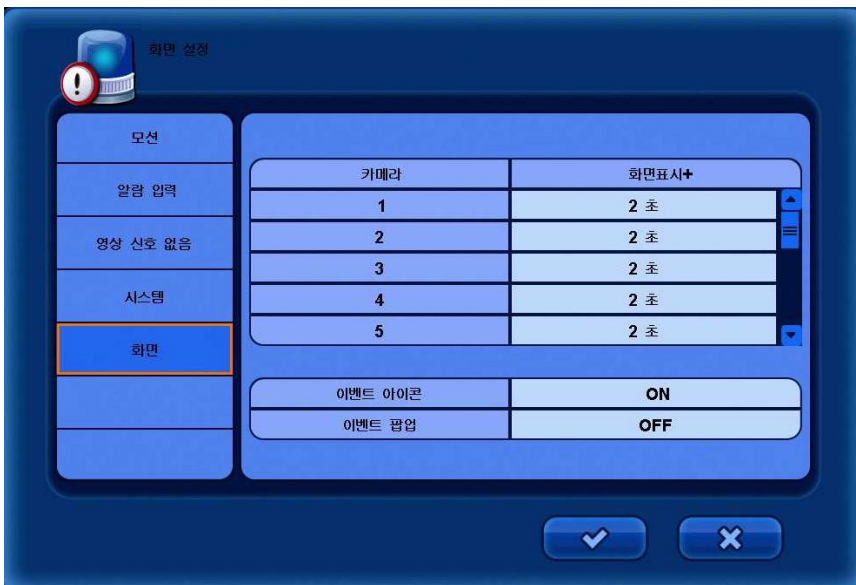 화면 설정
모션
알람 입력
영상 신호 없음
시스템
화면
카메라 화면표시+
1 2 초
2 2 초
3 2 초
4 2 초
5 2 초
이벤트 아이콘 ON
이벤트 팝업 OFF